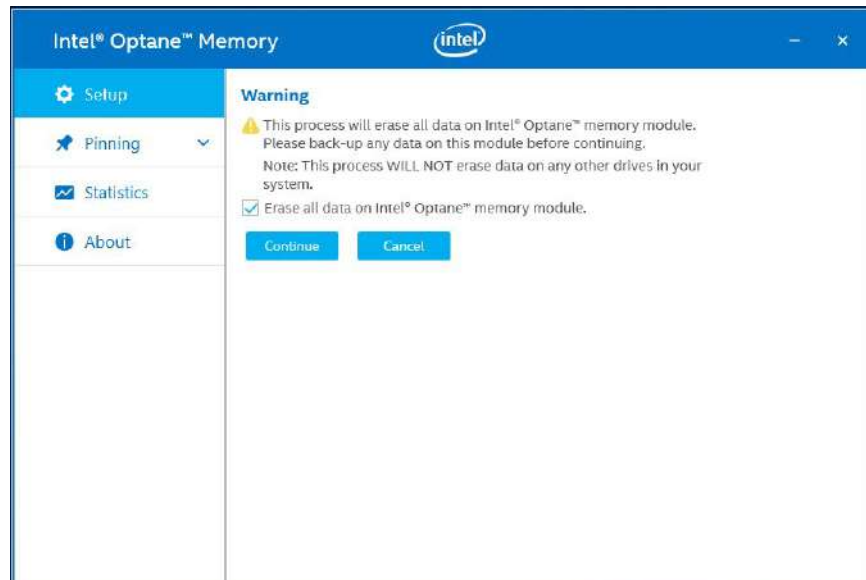 Intel® Optane™ Memory
intel
Setup
Pinning
Statistics
About
Warning
This process will erase all data on Intel® Optane™ memory module.
Please back-up any data on this module before continuing.
Note: This process WILL NOT erase data on any other drives in your
system.
Erase all data on Intel® Optane™ memory module.
Continue
Cancel